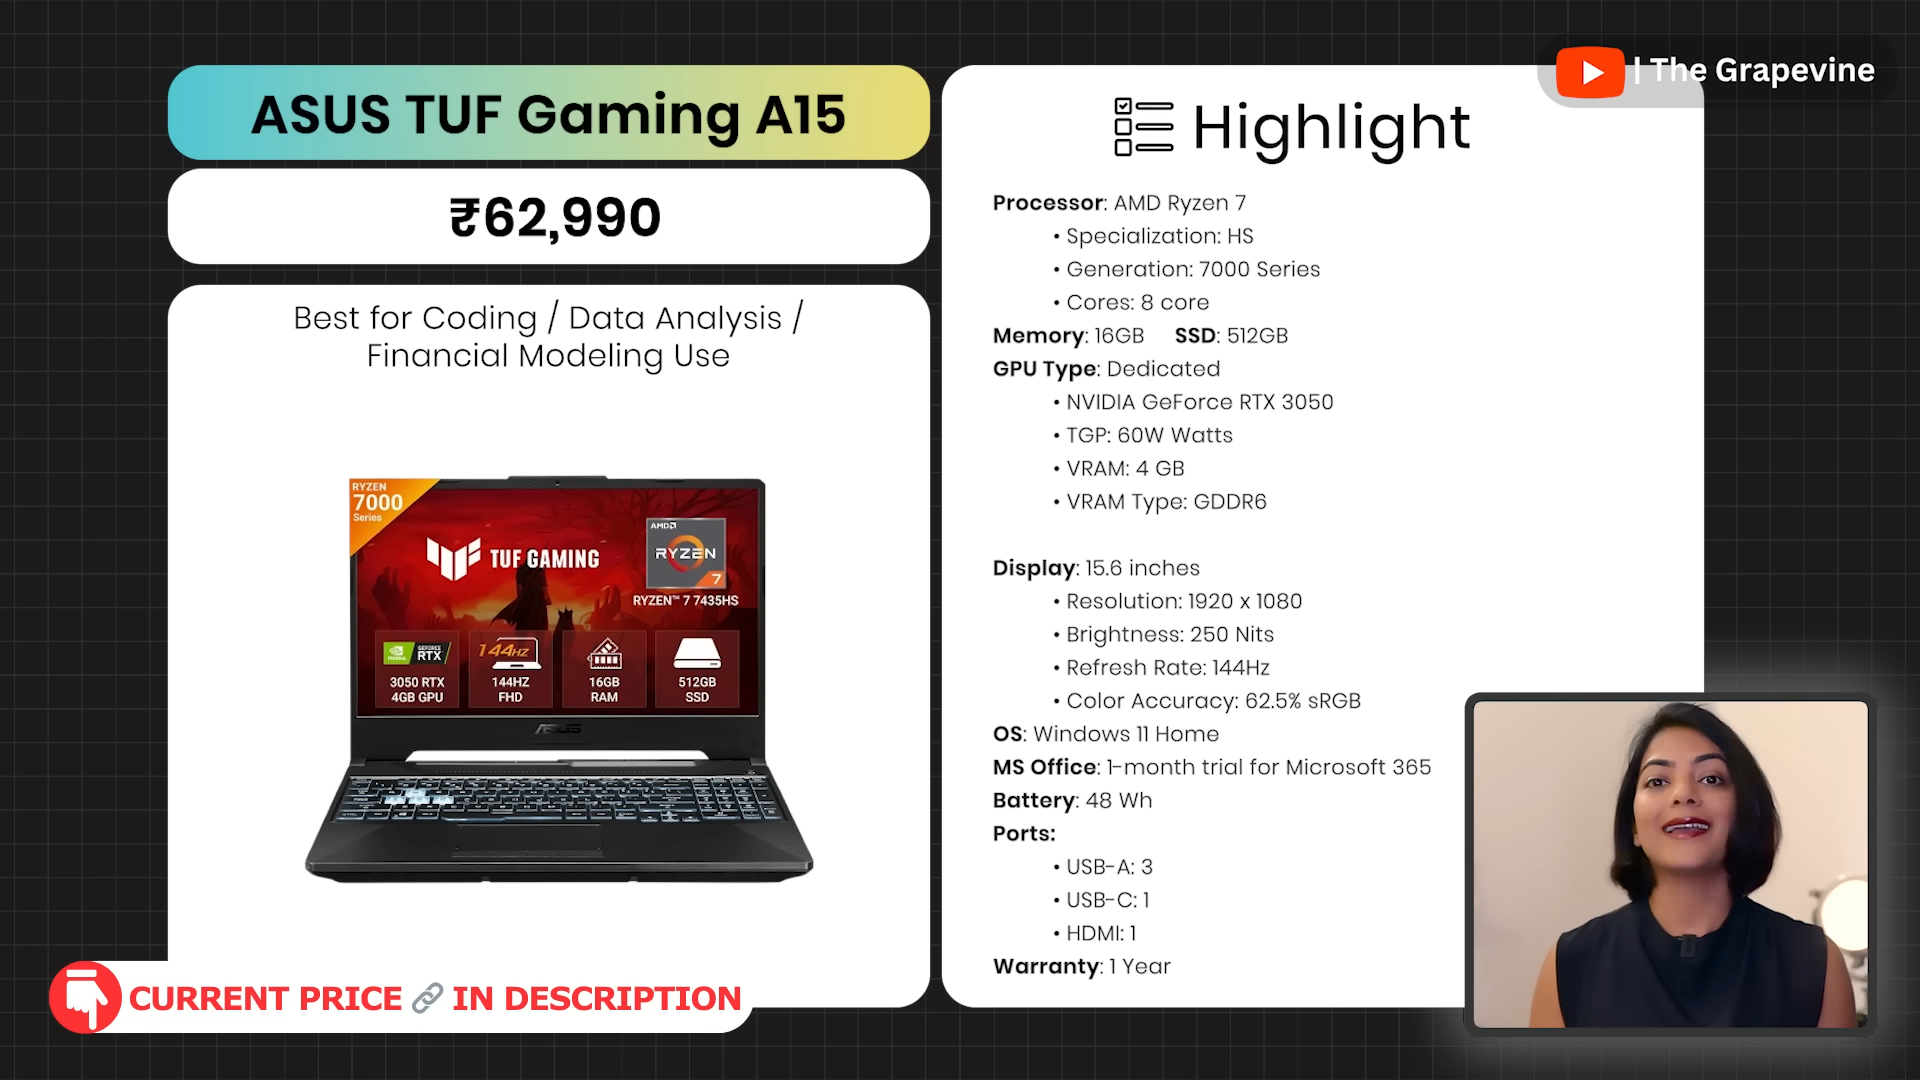 ASUS TUF Gaming A15
₹62,990
Best for Coding / Data Analysis /
Financial Modeling Use
RYZEN
7000
Series
TUF GAMING
AMD
RYZEN
7
RYZEN™ 7 7435HS
GEFORCE
RTX
3050 RTX
4GB GPU
144HZ
144HZ
FHD
16GB
RAM
512GB
SSD
ASUS
CURRENT PRICE IN DESCRIPTION
| The Grapevine
Highlight
Processor: AMD Ryzen 7
• Specialization: HS
• Generation: 7000 Series
• Cores: 8 core
Memory: 16GB SSD: 512GB
GPU Type: Dedicated
• NVIDIA GeForce RTX 3050
• TGP: 60W Watts
• VRAM: 4 GB
• VRAM Type: GDDR6
Display: 15.6 inches
• Resolution: 1920 x 1080
• Brightness: 250 Nits
• Refresh Rate: 144Hz
• Color Accuracy: 62.5% sRGB
OS: Windows 11 Home
MS Office: 1-month trial for Microsoft 365
Battery: 48 Wh
Ports:
• USB-A: 3
• USB-C: 1
• HDMI: 1
Warranty: 1 Year